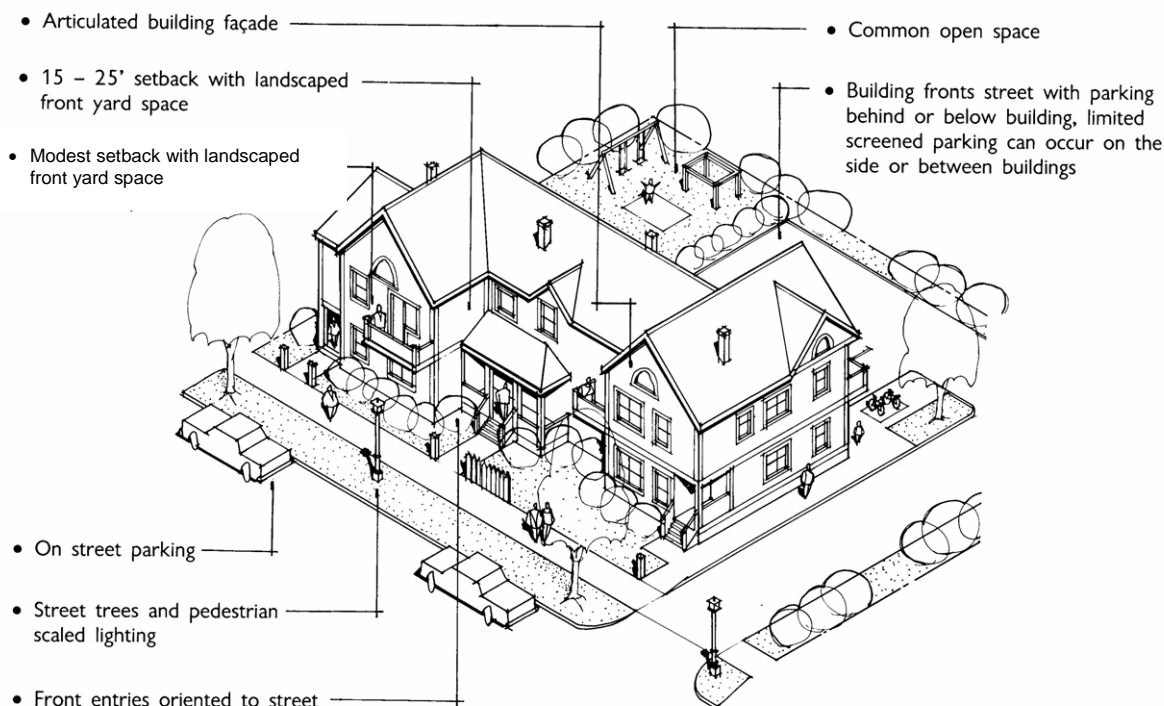 • Articulated building façade
• 15 – 25' setback with landscaped
front yard space
• Modest setback with landscaped
front yard space
• Common open space
• Building fronts street with parking
behind or below building, limited
screened parking can occur on the
side or between buildings
• On street parking
• Street trees and pedestrian
scaled lighting
• Front entries oriented to street